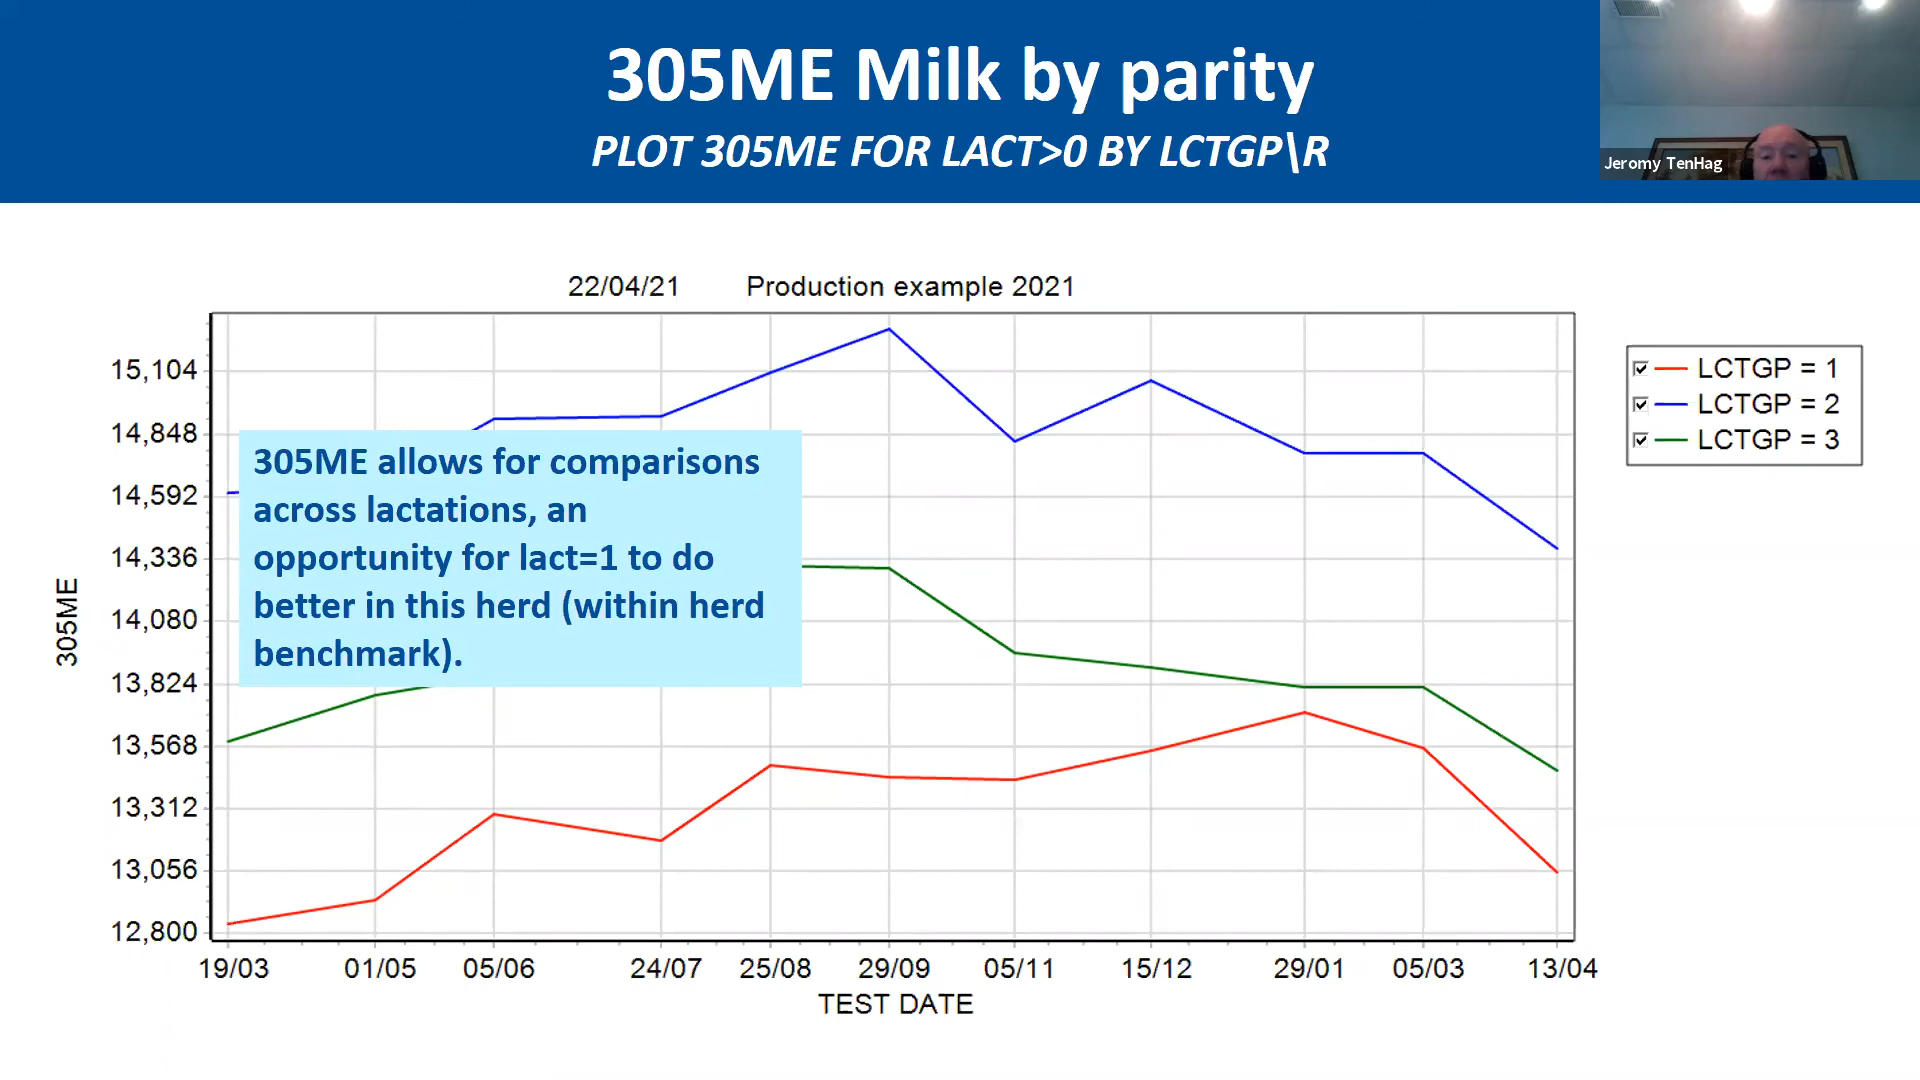 305ME Milk by parity
PLOT 305ME FOR LACT>0 BY LCTGP\R
Jeromy TenHag
22/04/21 Production example 2021
15,104
14,848
14,592
14,336
14,080
13,824
13,568
13,312
13,056
12,800
305ME
305ME allows for comparisons
across lactations, an
opportunity for lact=1 to do
better in this herd (within herd
benchmark).
LCTGP = 1
LCTGP = 2
LCTGP = 3
19/03 01/05 05/06 24/07 25/08 29/09 05/11 15/12 29/01 05/03 13/04
TEST DATE